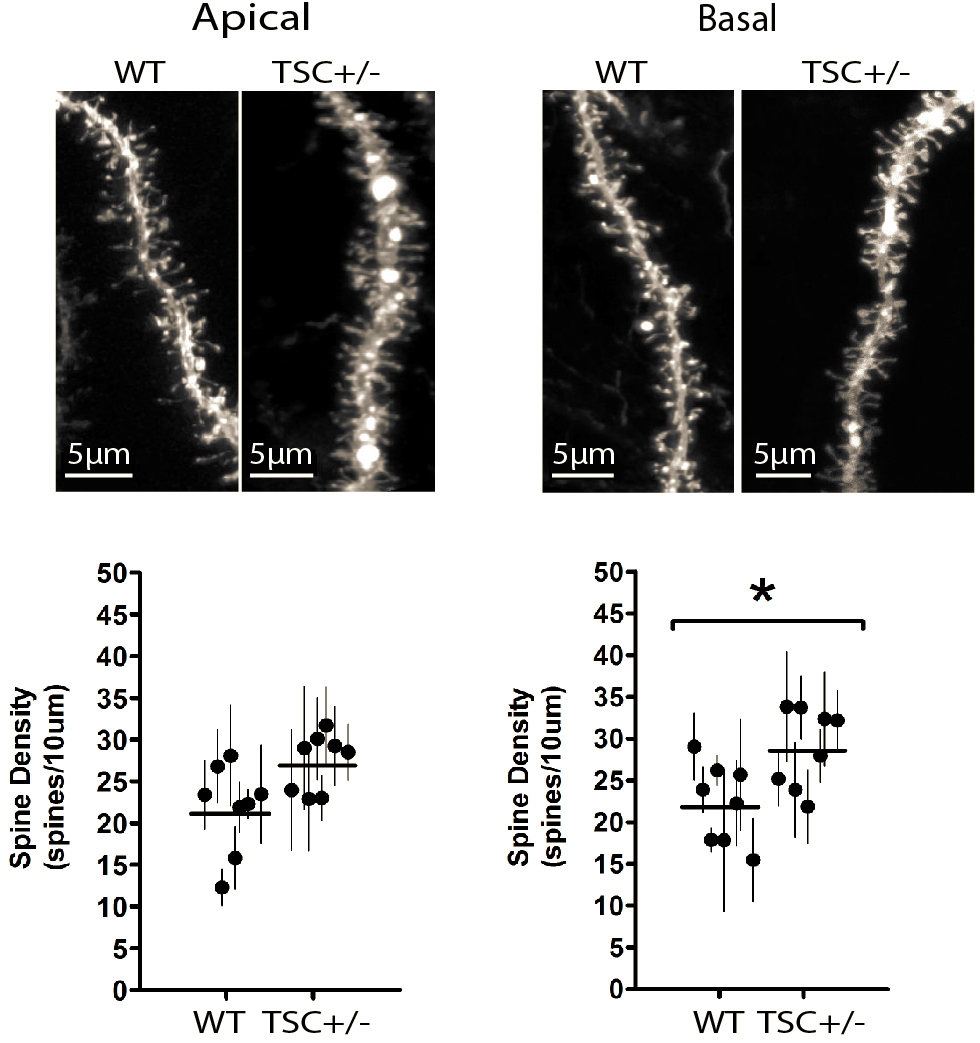 Apical
Basal
WT
TSC+/-
WT
TSC+/-
5μm
5μm
5μm
5μm
50
45
40
35
30
25
20
15
10
5
0
Spine Density
(spines/10um)
WT
TSC+/-
50
45
40
35
30
25
20
15
10
5
0
Spine Density
(spines/10um)
*
WT
TSC+/-